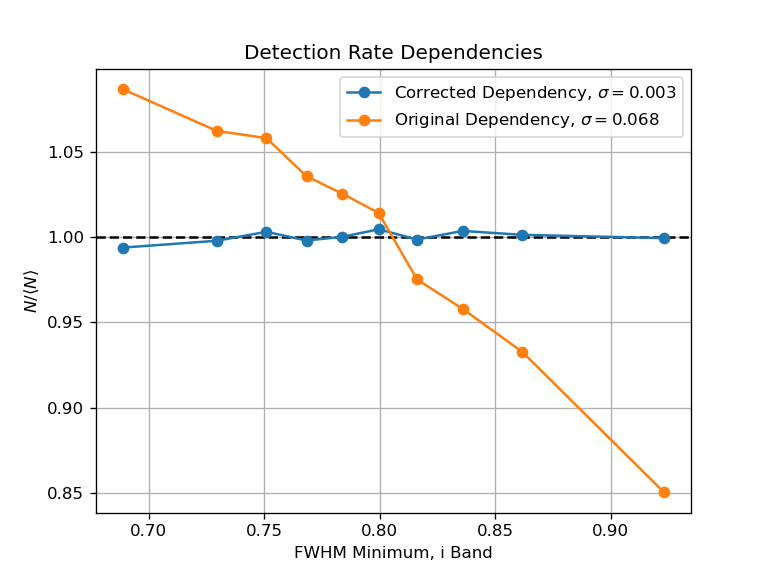 Detection Rate Dependencies
Corrected Dependency, σ = 0.003
Original Dependency, σ = 0.068
1.05
1.00
0.95
0.90
0.85
N/⟨N⟩
0.70 0.75 0.80 0.85 0.90
FWHM Minimum, i Band